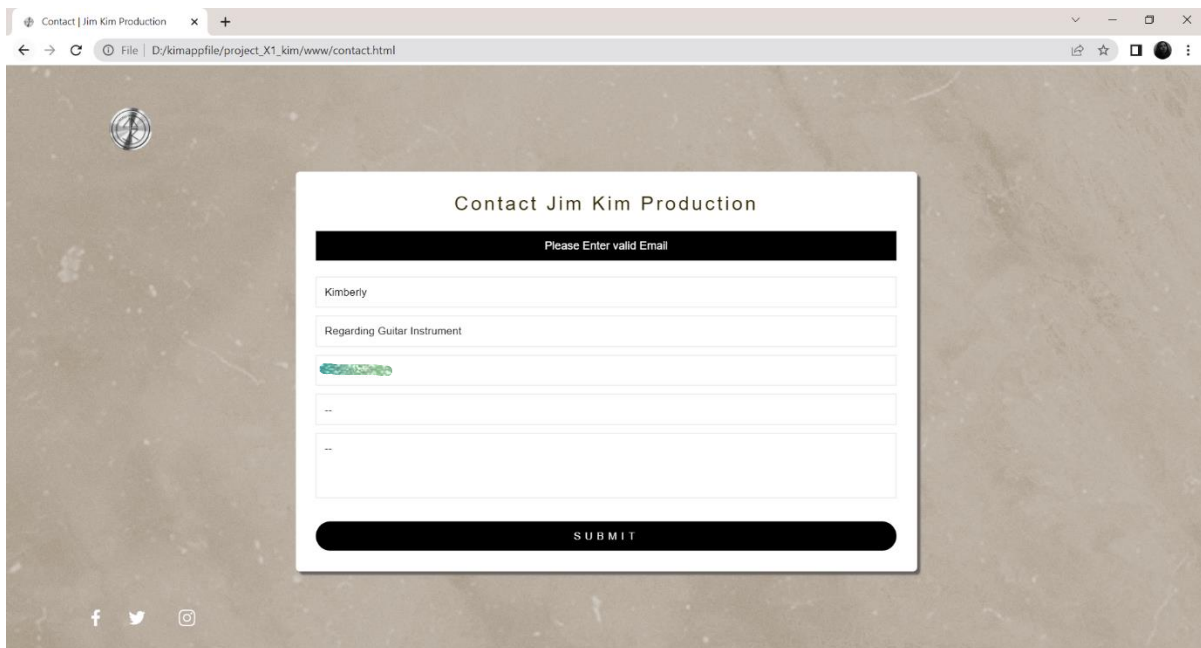 Contact | Jim Kim Production
File | D:/kimappfile/project_X1_kim/www/contact.html
Contact Jim Kim Production
Please Enter valid Email
Kimberly
Regarding Guitar Instrument
--
--
SUBMIT